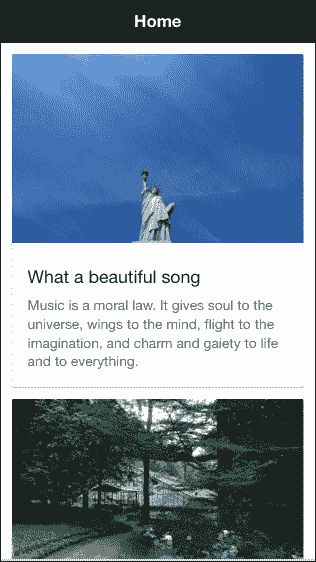 Home
What a beautiful song
Music is a moral law. It gives soul to the
universe, wings to the mind, flight to the
imagination, and charm and gaiety to life
and to everything.